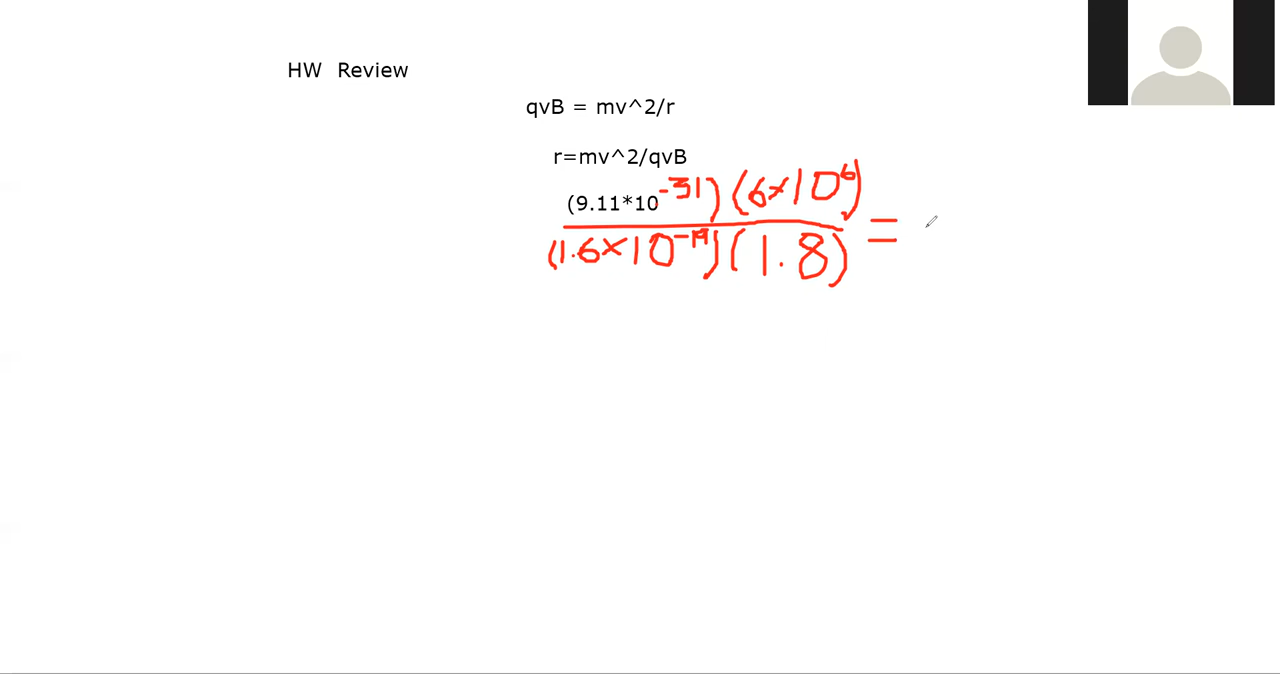 HW Review
qvB = mv^2/r
r=mv^2/qvB
(9.11*10^-31) (6×10^6)
(1.6×10^-19) (1.8) =